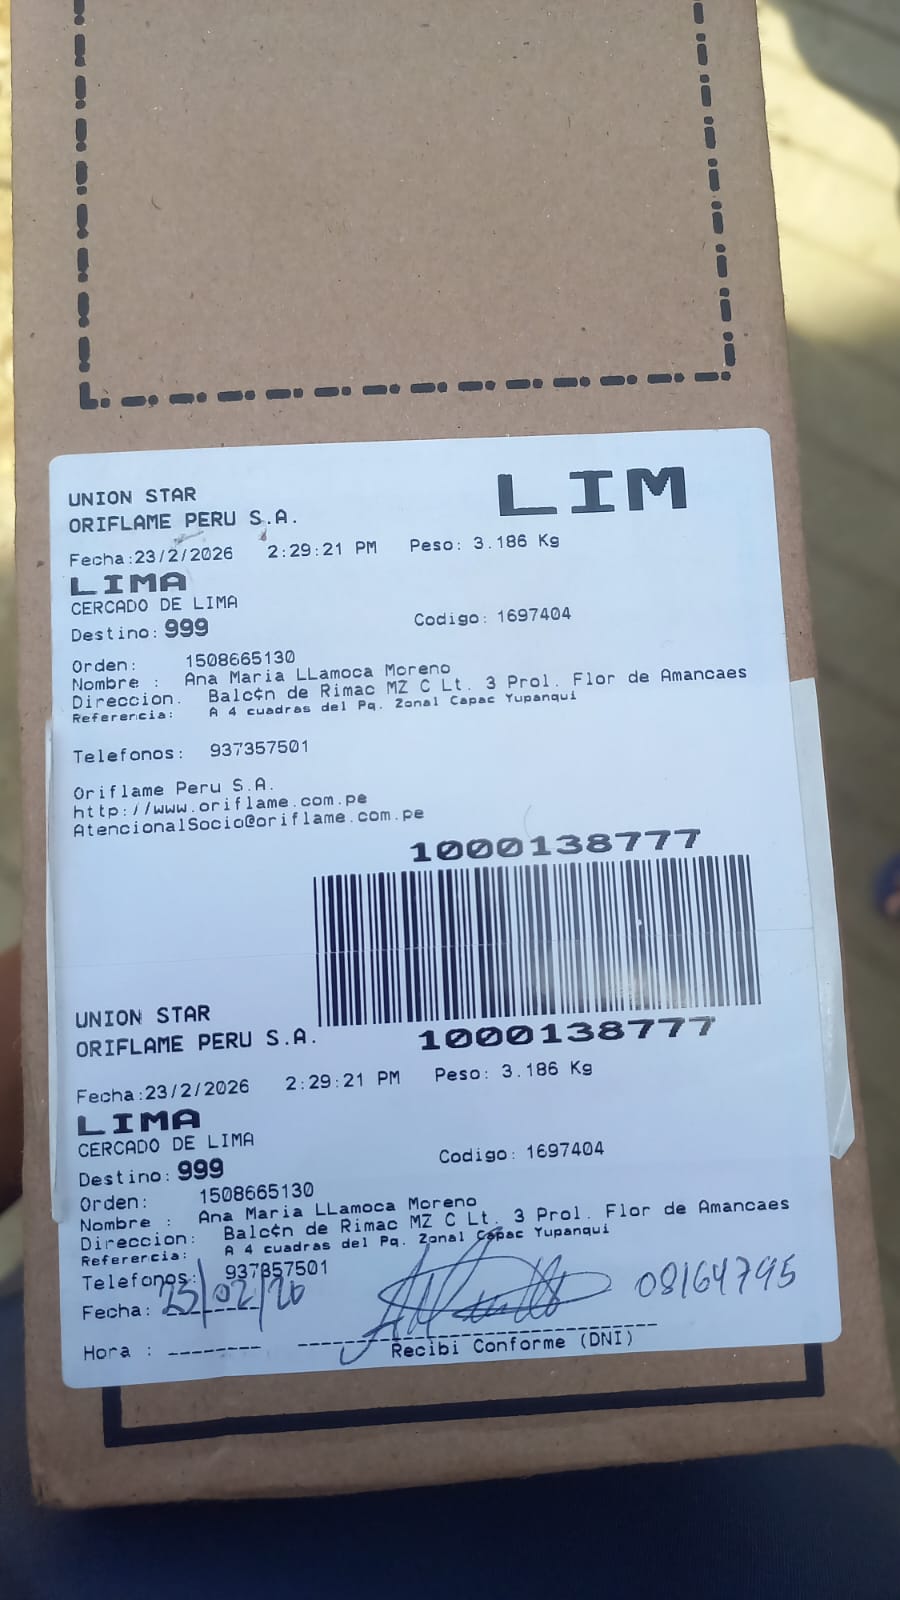 UNION STAR
LIM
ORIFLAME PERU S.A.
Fecha:23/2/2026 2:29:21 PM Peso: 3.186 Kg
LIMA
CERCADO DE LIMA
Destino: 999 Codigo: 1697404
Orden: 1508665130
Nombre : Ana Maria LLamoca Moreno
Direccion. Balc¢n de Rimac MZ C Lt. 3 Prol. Flor de Amancaes
Referencia: A 4 cuadras del Pq. Zonal Capac Yupanqui
Telefonos: 937357501
Oriflame Peru S.A.
http://www.oriflame.com.pe
AtencionalSocio@oriflame.com.pe
1000138777
1000138777
UNION STAR
ORIFLAME PERU S.A.
Fecha:23/2/2026 2:29:21 PM Peso: 3.186 Kg
LIMA
CERCADO DE LIMA
Destino: 999 Codigo: 1697404
Orden: 1508665130
Nombre : Ana Maria LLamoca Moreno
Direccion: Balc¢n de Rimac MZ C Lt. 3 Prol. Flor de Amancaes
Referencia: A 4 cuadras del Pq. Zonal Capac Yupanqui
Telefonos: 937357501
Fecha: 25/02/26 08164795
Hora :
Recibi Conforme (DNI)